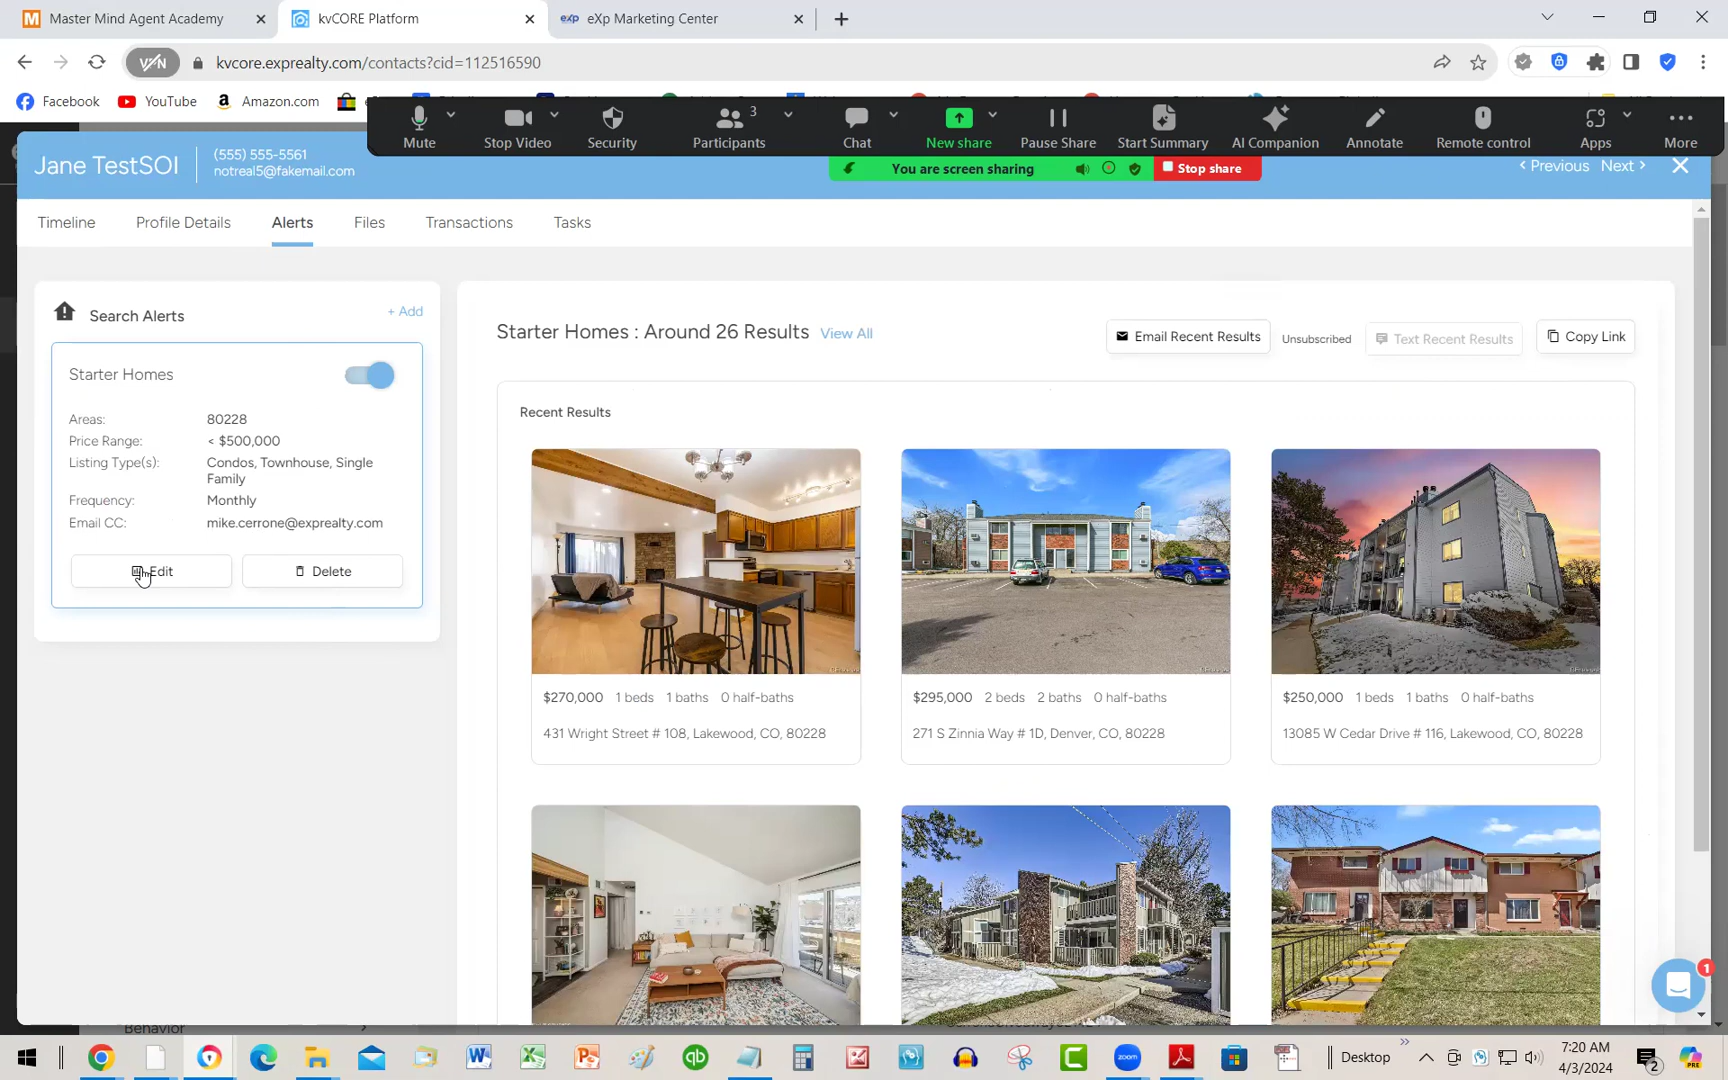 Master Mind Agent Academy
kvCORE Platform
eXp Marketing Center
VPN
kvcore.exprealty.com/contacts?cid=112516590
Facebook
YouTube
Amazon.com
Mute
Stop Video
Security
Participants
3
Chat
New share
Pause Share
Start Summary
AI Companion
Annotate
Remote control
Apps
More
You are screen sharing
Stop share
Jane TestSOI
(555) 555-5561
notreal5@fakemail.com
Previous
Next
Timeline
Profile Details
Alerts
Files
Transactions
Tasks
Search Alerts
+ Add
Starter Homes
Areas: 80228
Price Range: < $500,000
Listing Type(s): Condos, Townhouse, Single
Family
Frequency: Monthly
Email CC: mike.cerrone@exprealty.com
Edit
Delete
Starter Homes : Around 26 Results View All
Email Recent Results
Unsubscribed
Text Recent Results
Copy Link
Recent Results
$270,000 1 beds 1 baths 0 half-baths
431 Wright Street # 108, Lakewood, CO, 80228
$295,000 2 beds 2 baths 0 half-baths
271 S Zinnia Way # 1D, Denver, CO, 80228
$250,000 1 beds 1 baths 0 half-baths
13085 W Cedar Drive # 116, Lakewood, CO, 80228
1
Behavior
Desktop
7:20 AM
4/3/2024
2